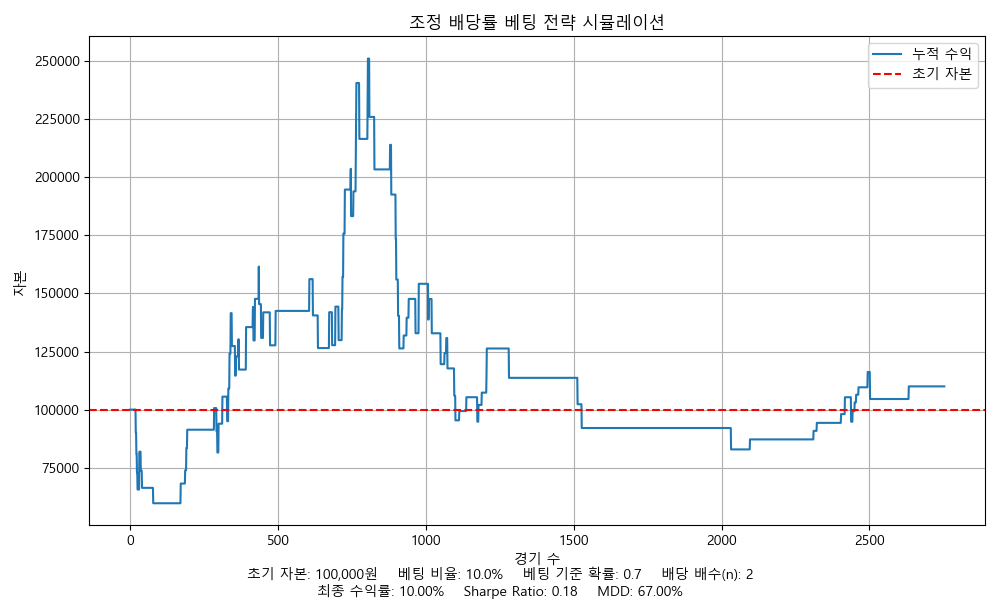 조정 배당률 베팅 전략 시뮬레이션
누적 수익
초기 자본
250000
225000
200000
175000
150000
125000
100000
75000
자본
0 500 1000 1500 2000 2500
경기 수
초기 자본: 100,000원 베팅 비율: 10.0% 베팅 기준 확률: 0.7 배당 배수(n): 2
최종 수익률: 10.00% Sharpe Ratio: 0.18 MDD: 67.00%